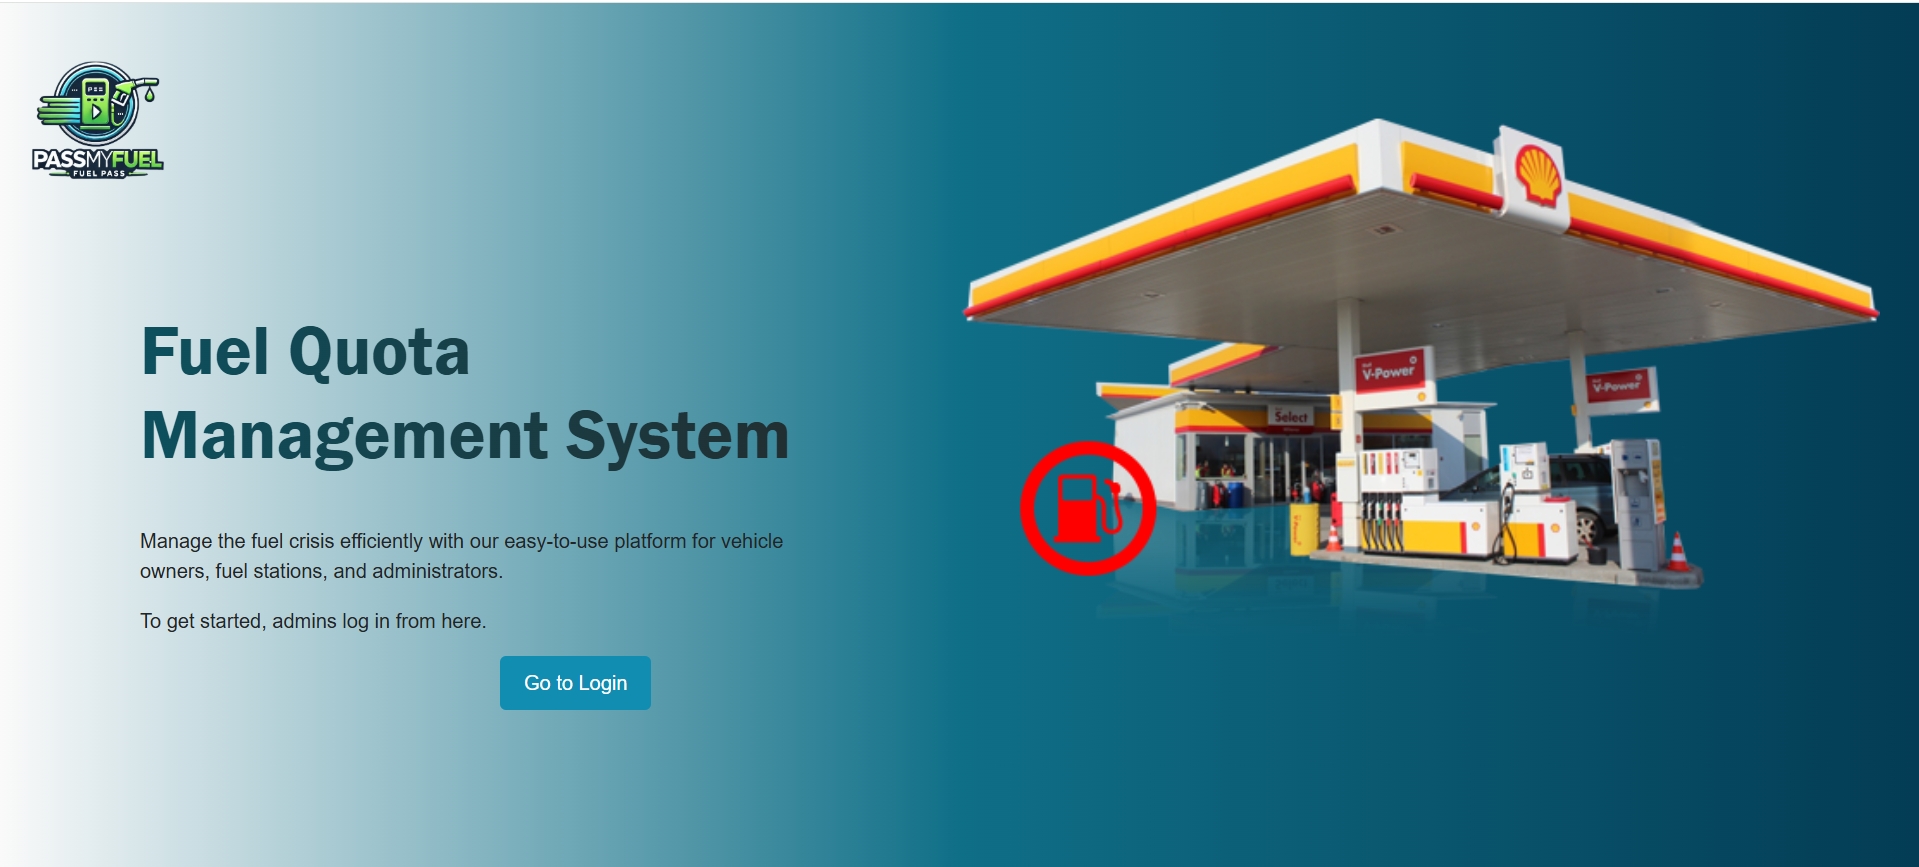 PASSMYFUEL
FUEL PASS
Fuel Quota
Management System
Manage the fuel crisis efficiently with our easy-to-use platform for vehicle
owners, fuel stations, and administrators.
To get started, admins log in from here.
Go to Login
V-Power
V-Power
Select